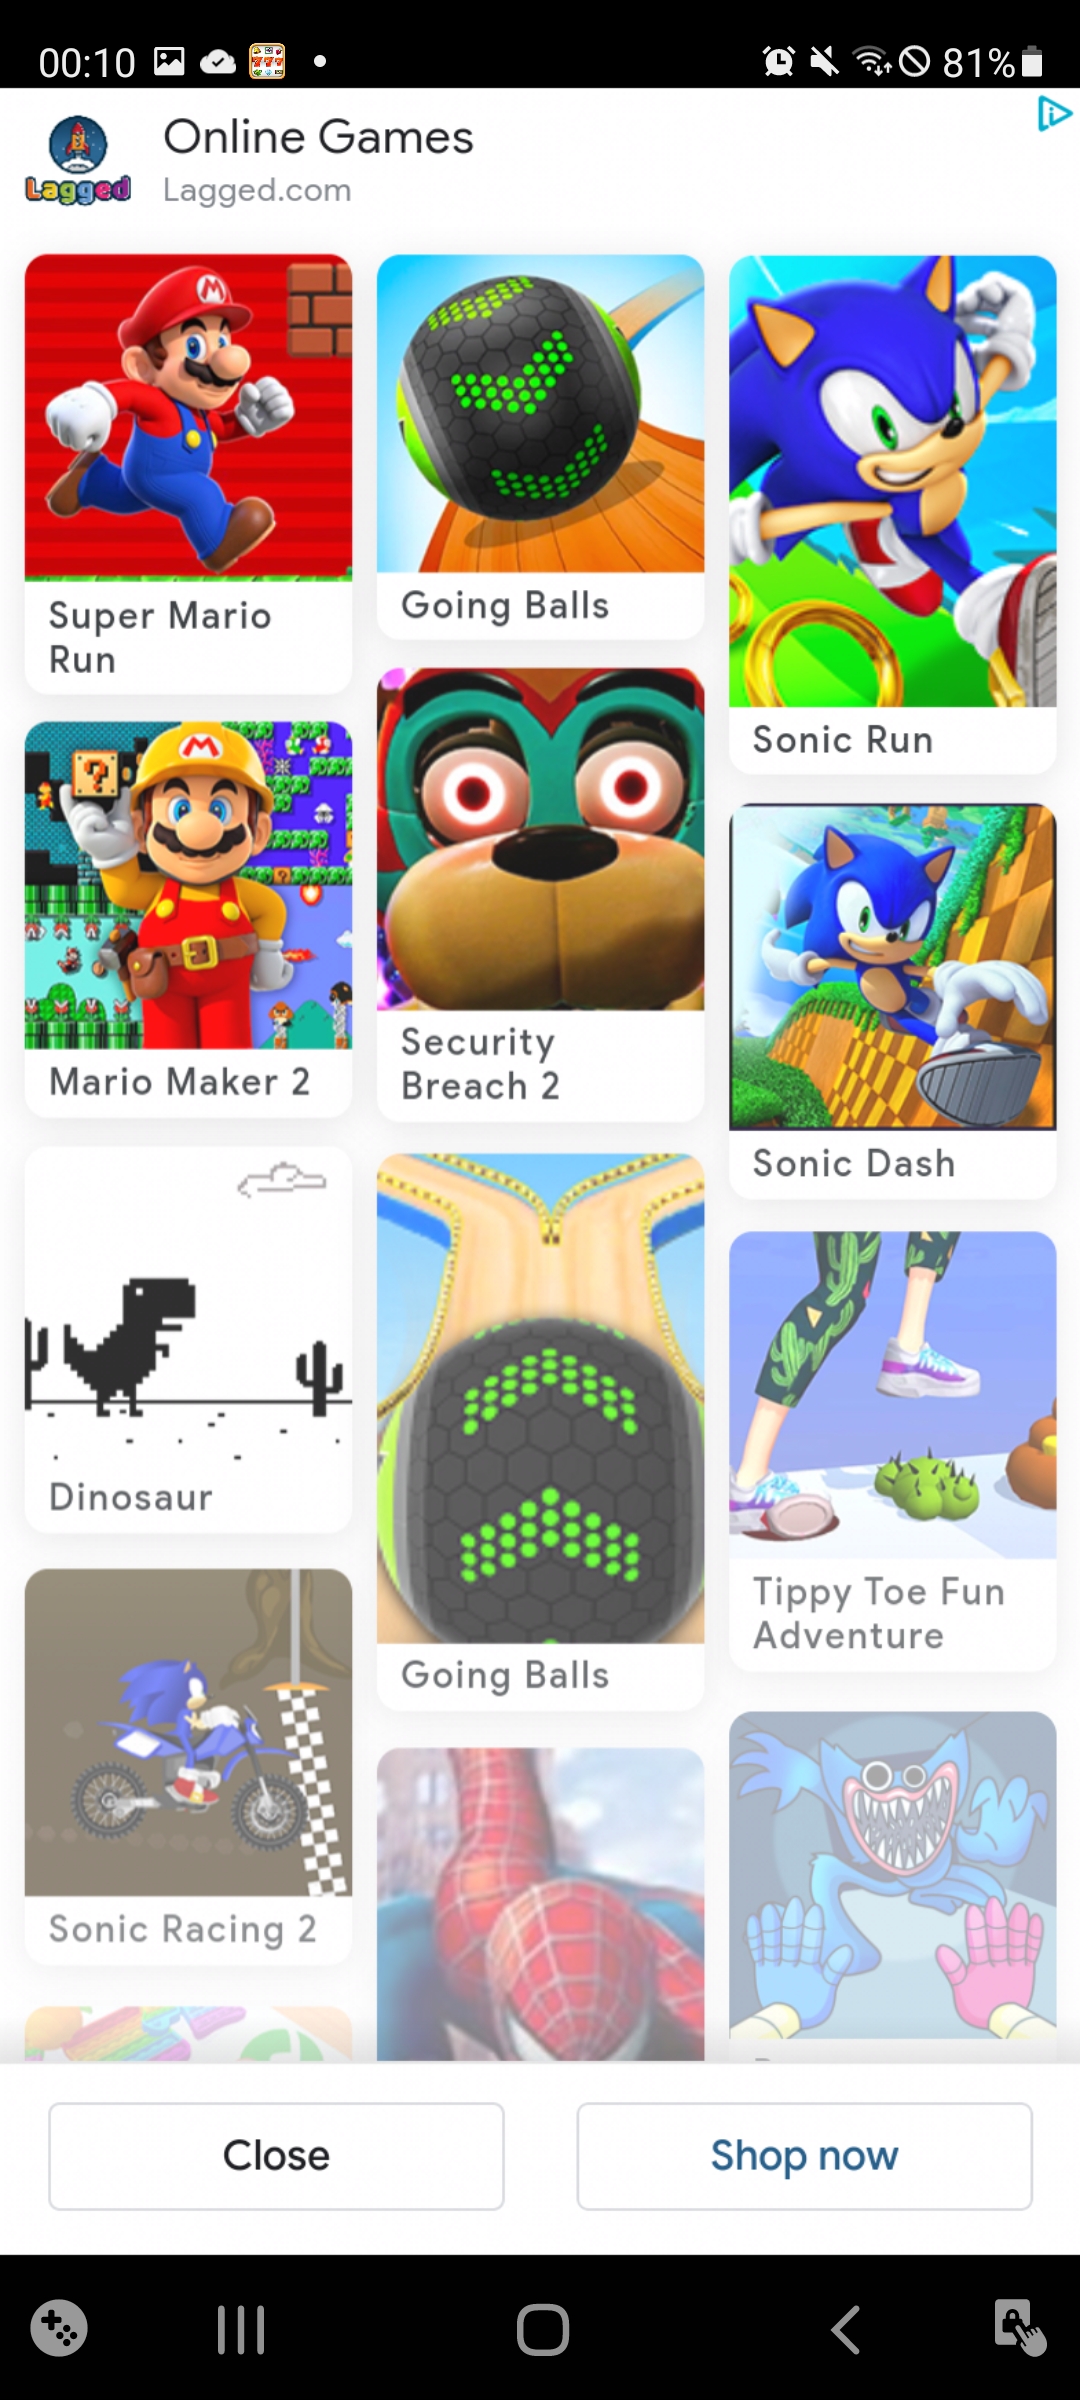 00:10
81%
Online Games
Lagged
Lagged.com
M
Super Mario
Run
Going Balls
Sonic Run
M
?
Mario Maker 2
Security
Breach 2
Sonic Dash
Dinosaur
Going Balls
Tippy Toe Fun
Adventure
Sonic Racing 2
Close
Shop now